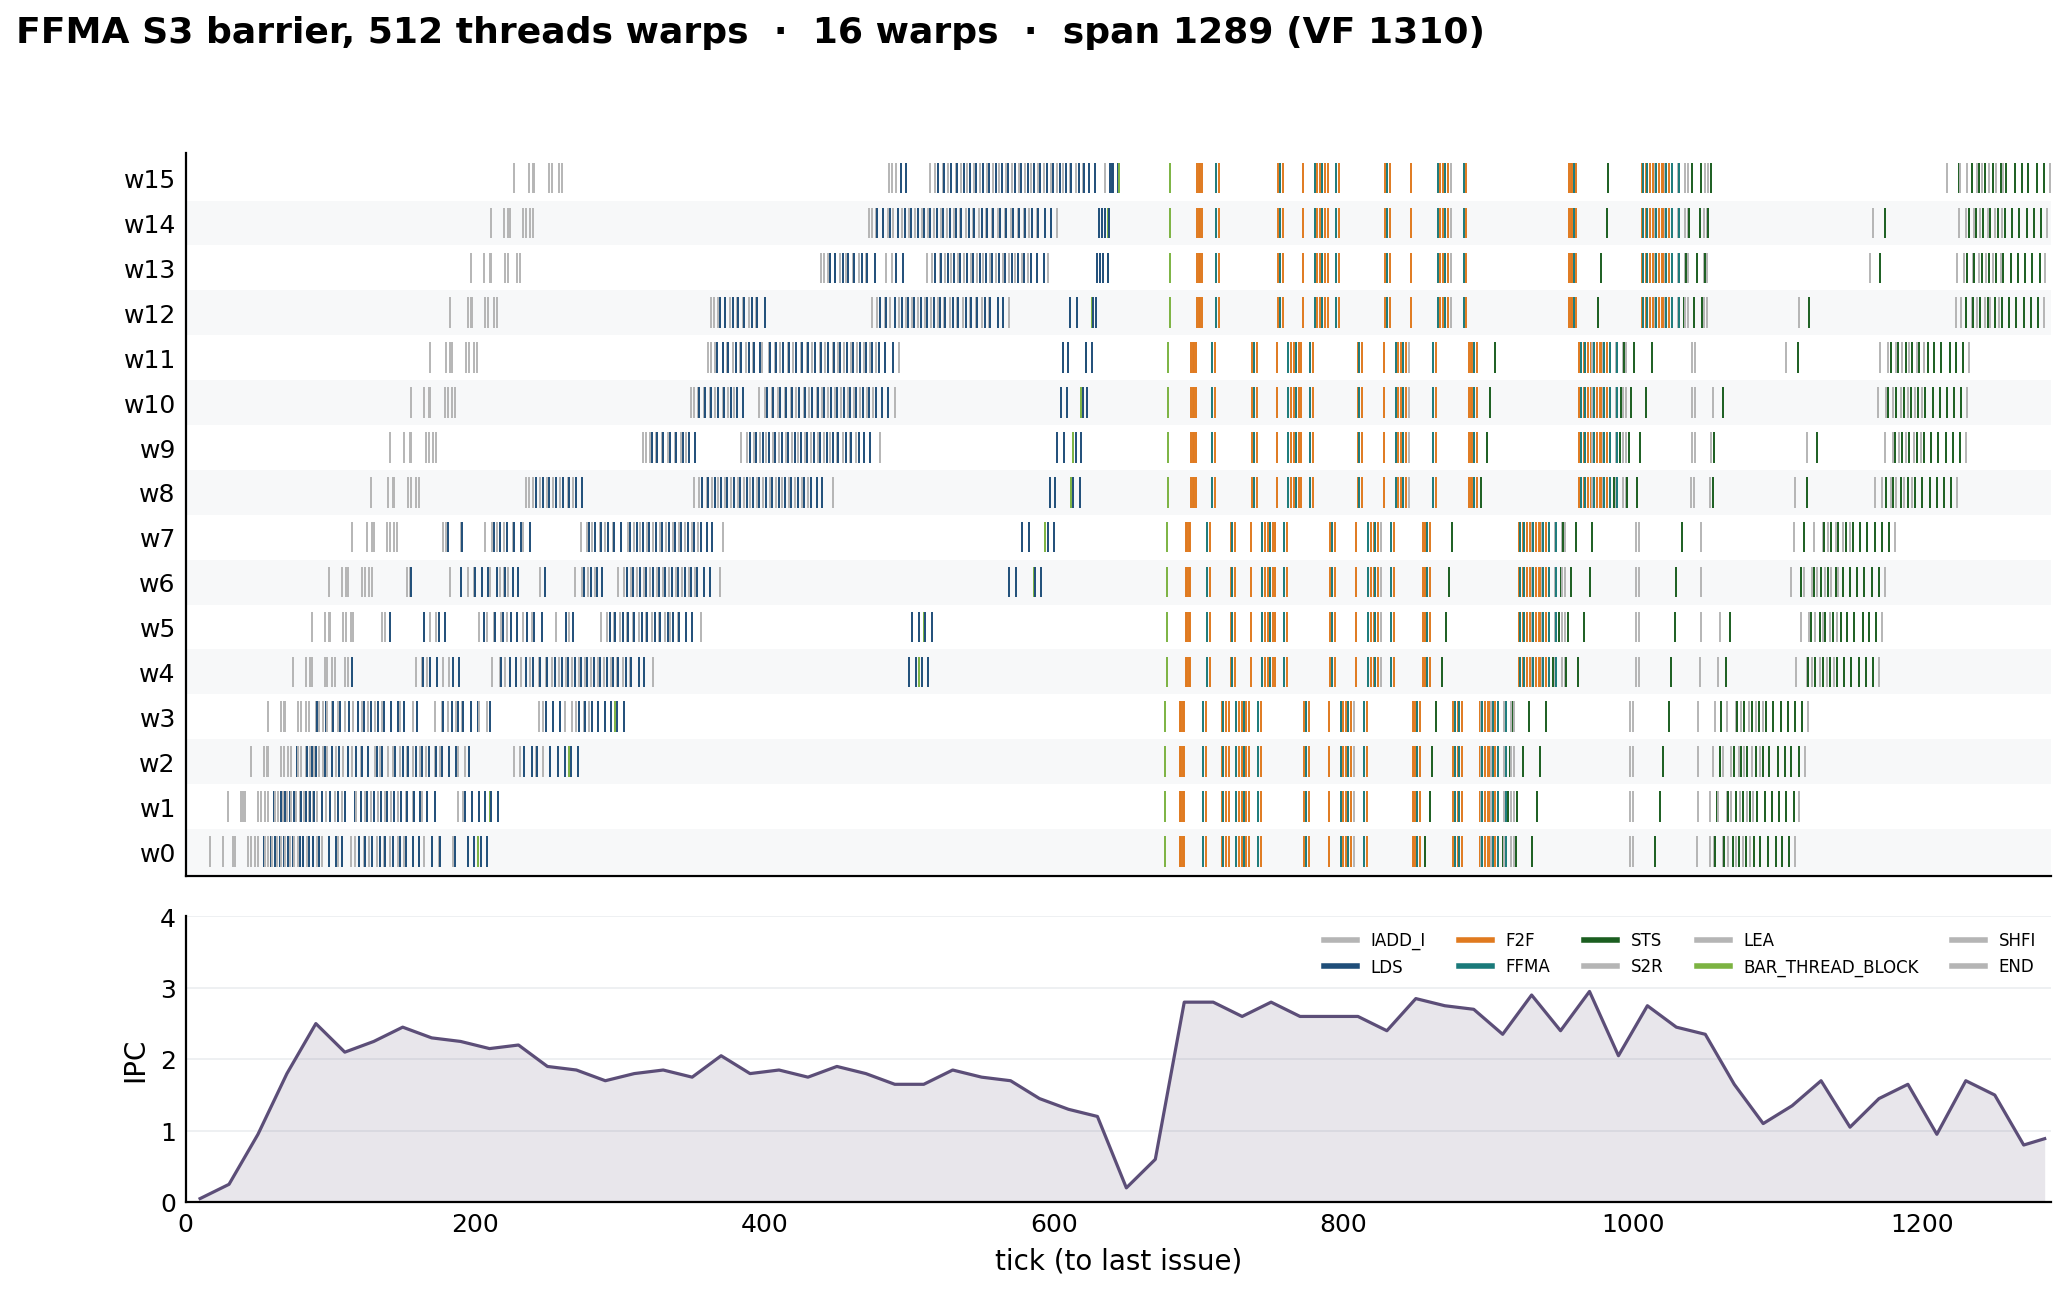 FFMA S3 barrier, 512 threads warps · 16 warps · span 1289 (VF 1310)
w15
w14
w13
w12
w11
w10
w9
w8
w7
w6
w5
w4
w3
w2
w1
w0
4
3
2
1
0
IPC
IADD_I F2F STS LEA SHFI
LDS FFMA S2R BAR_THREAD_BLOCK END
0 200 400 600 800 1000 1200
tick (to last issue)